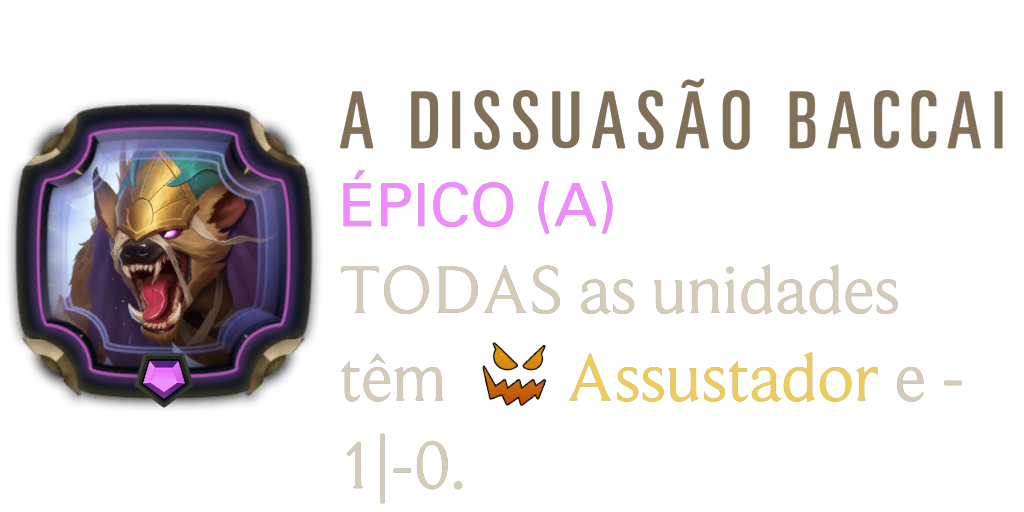 A DISSUASÃO BACCAI
ÉPICO (A)
TODAS as unidades
têm Assustador e -
1|-0.